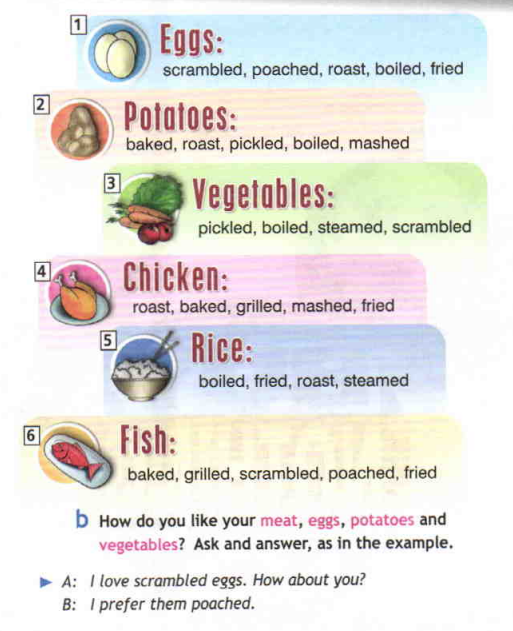 1
Eggs:
scrambled, poached, roast, boiled, fried
2
Potatoes:
baked, roast, pickled, boiled, mashed
3
Vegetables:
pickled, boiled, steamed, scrambled
4
Chicken:
roast, baked, grilled, mashed, fried
5
Rice:
boiled, fried, roast, steamed
6
Fish:
baked, grilled, scrambled, poached, fried
b How do you like your meat, eggs, potatoes and
vegetables? Ask and answer, as in the example.
► A: I love scrambled eggs. How about you?
B: I prefer them poached.